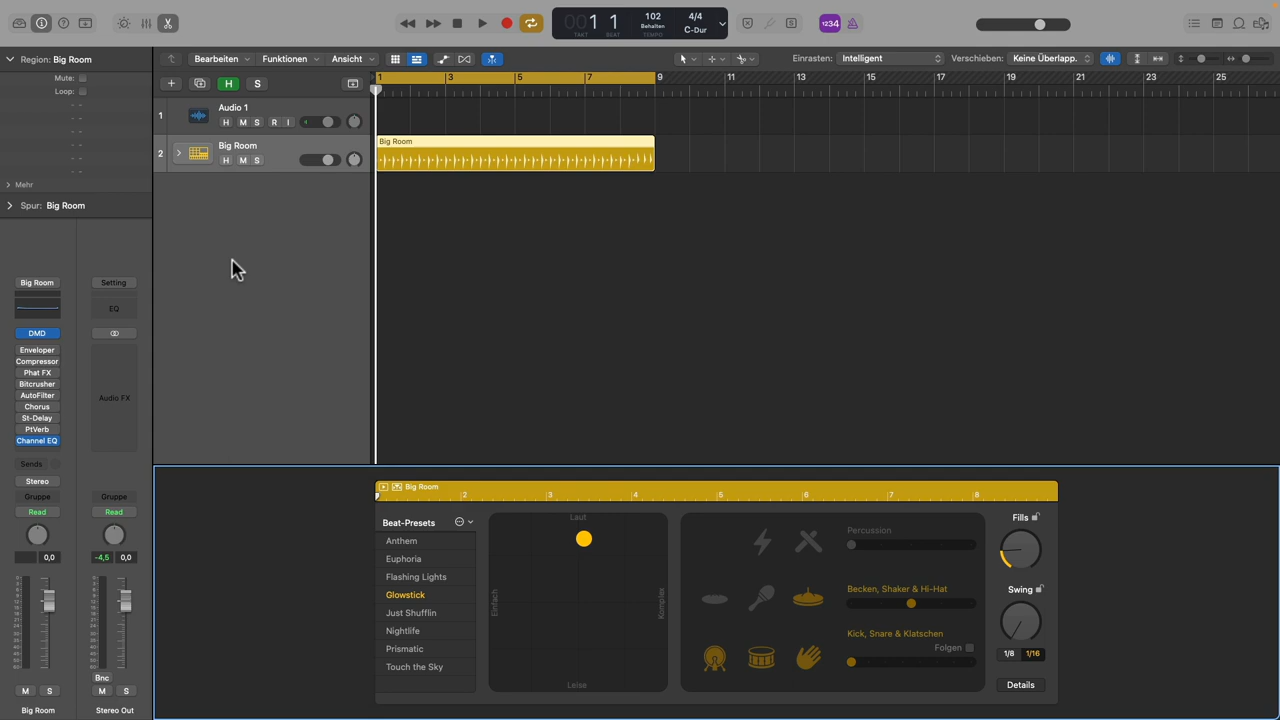 00 1 1
TAKT BEAT
102
Behalten
TEMPO
4/4
C-Dur
1234
Region: Big Room
Bearbeiten
Funktionen
Ansicht
Einrasten: Intelligent
Verschieben: Keine Überlapp.
Mute:
Loop:
H
S
1 3 5 7 9 11 13 15 17 19 21 23 25
1
Audio 1
H M S R I
2
Big Room
H M S
Big Room
Mehr
Spur: Big Room
Big Room
Setting
EQ
DMD
Enveloper
Compressor
Phat FX
Bitcrusher
AutoFilter
Chorus
St-Delay
PtVerb
Channel EQ
Audio FX
Sends
Stereo
Gruppe
Gruppe
Read
Read
0,0
-4,5 0,0
Bnc
M S
M S
Big Room
Stereo Out
Big Room
2 3 4 5 6 7 8
Beat-Presets
Anthem
Euphoria
Flashing Lights
Glowstick
Just Shufflin
Nightlife
Prismatic
Touch the Sky
Laut
Einfach
Komplex
Leise
Percussion
Becken, Shaker & Hi-Hat
Kick, Snare & Klatschen
Folgen
Fills
Swing
1/8 1/16
Details